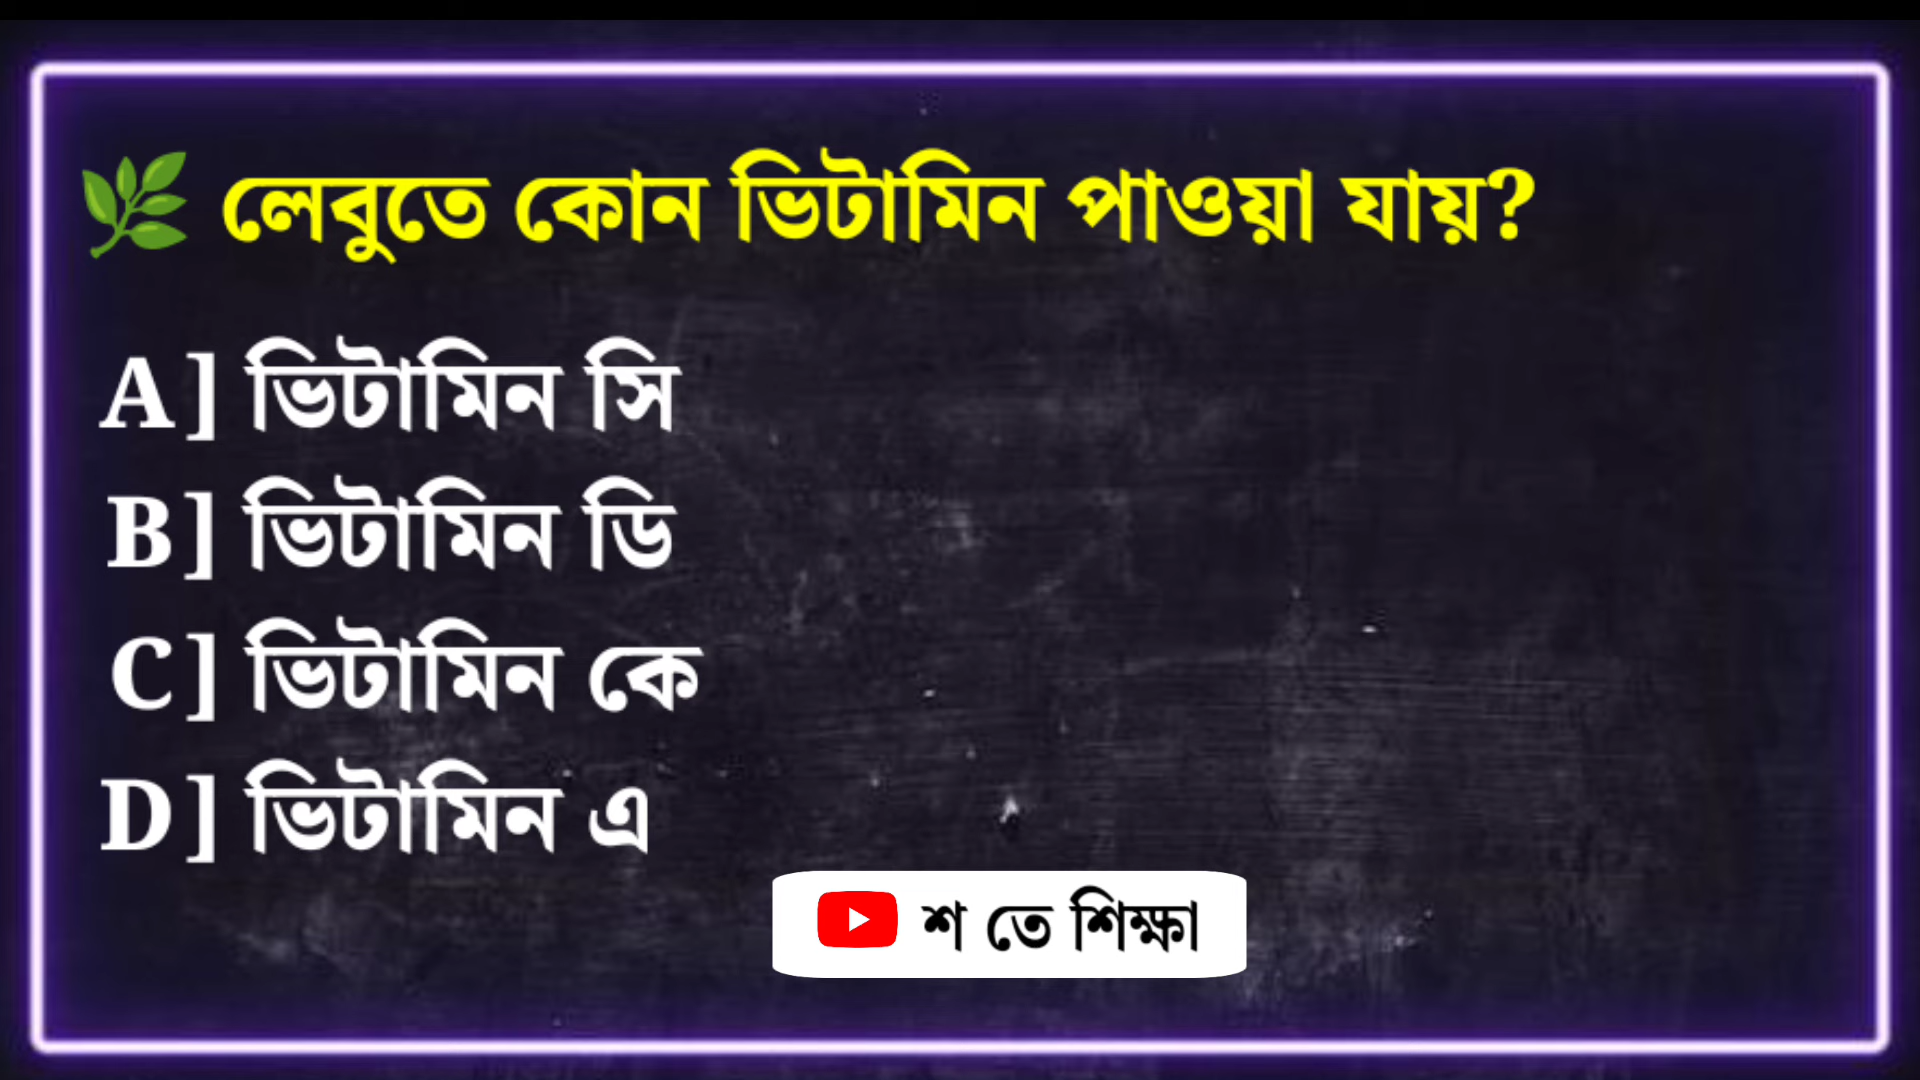 🌿 লেবুতে কোন ভিটামিন পাওয়া যায়?
A] ভিটামিন সি
B] ভিটামিন ডি
C] ভিটামিন কে
D] ভিটামিন এ
শ তে শিক্ষা